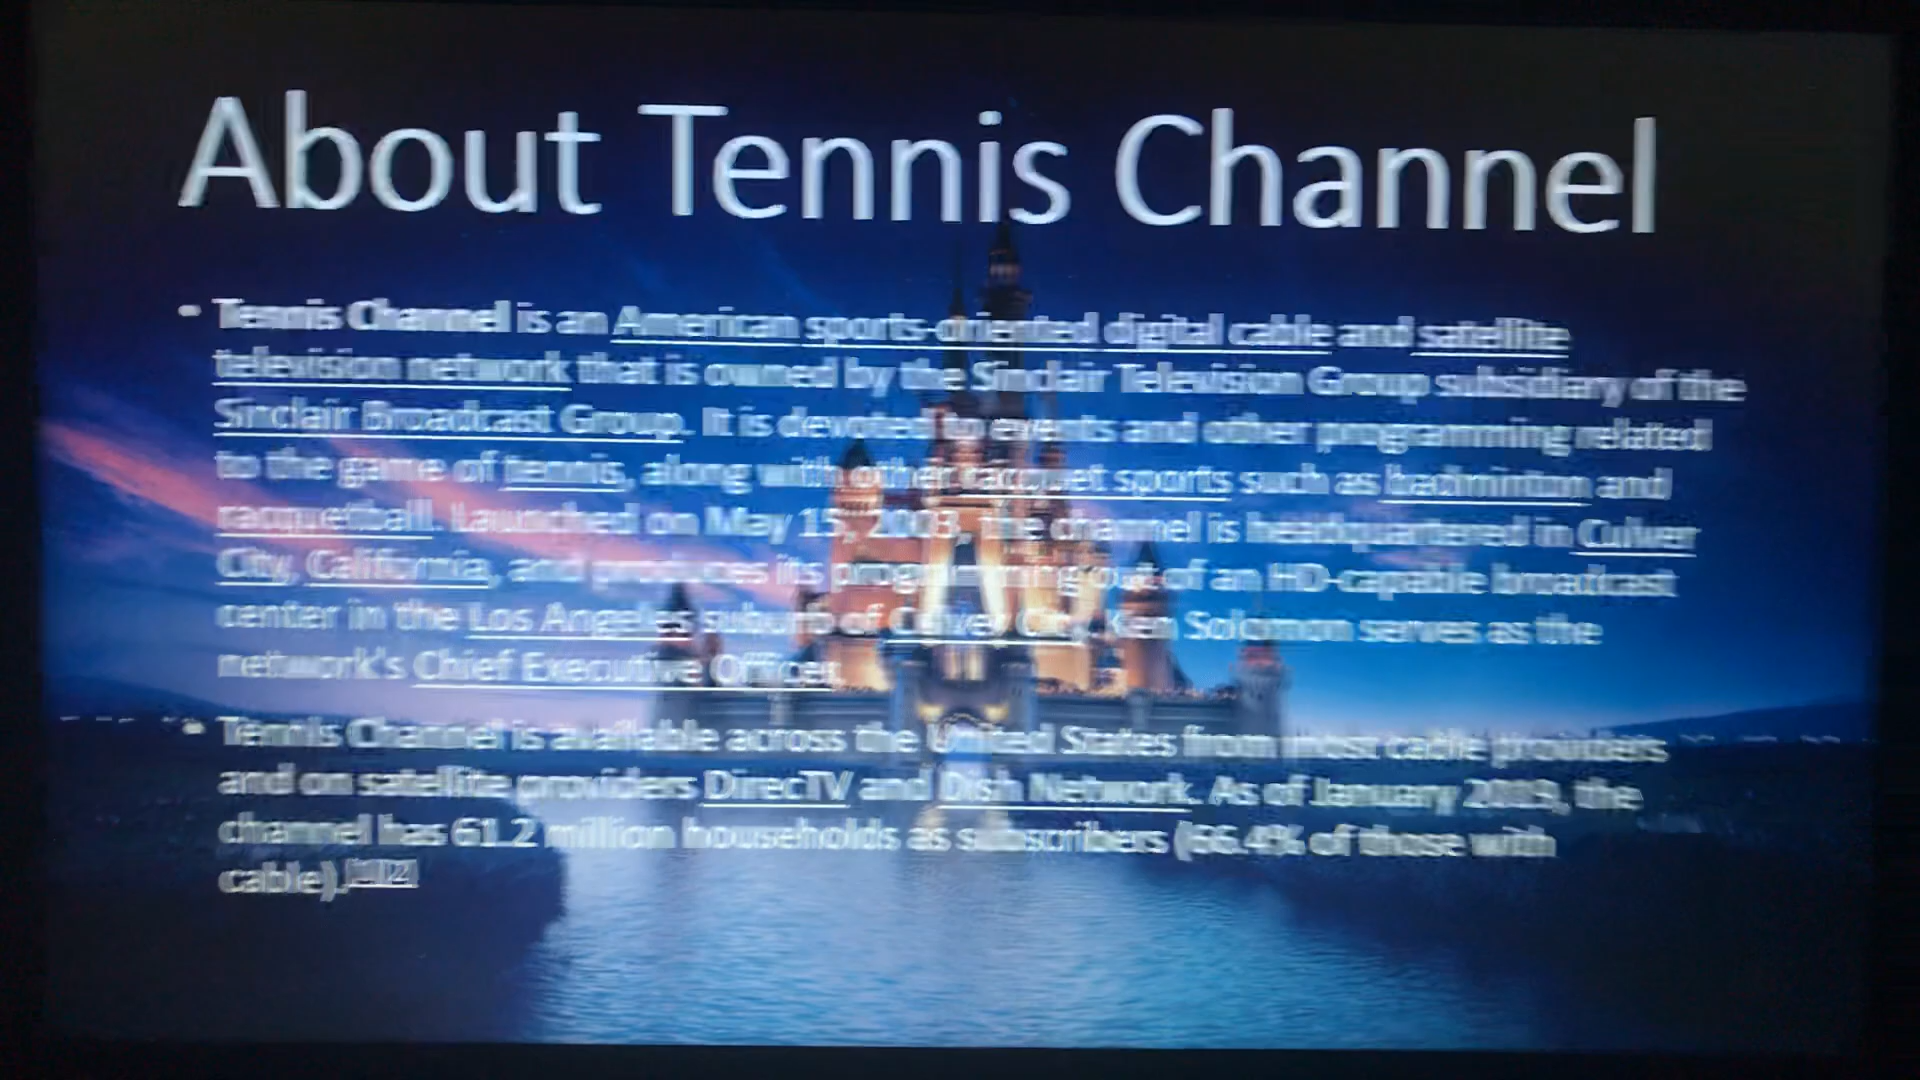 About Tennis Channel
• Tennis Channel is an American sports-oriented digital cable and satellite
television network that is owned by the Sinclair Television Group subsidiary of the
Sinclair Broadcast Group. It is devoted to events and other programming related
to the game of tennis, along with other racquet sports such as badminton and
racquetball. Launched on May 15, 2003, the channel is headquartered in Culver
City, California, and produces its programming out of an HD-capable broadcast
center in the Los Angeles suburb of Culver City. Ken Solomon serves as the
network's Chief Executive Officer.
• Tennis Channel is available across the United States from most cable providers
and on satellite providers DirecTV and Dish Network. As of January 2019, the
channel has 61.2 million households as subscribers (66.4% of those with
cable).[1][2]